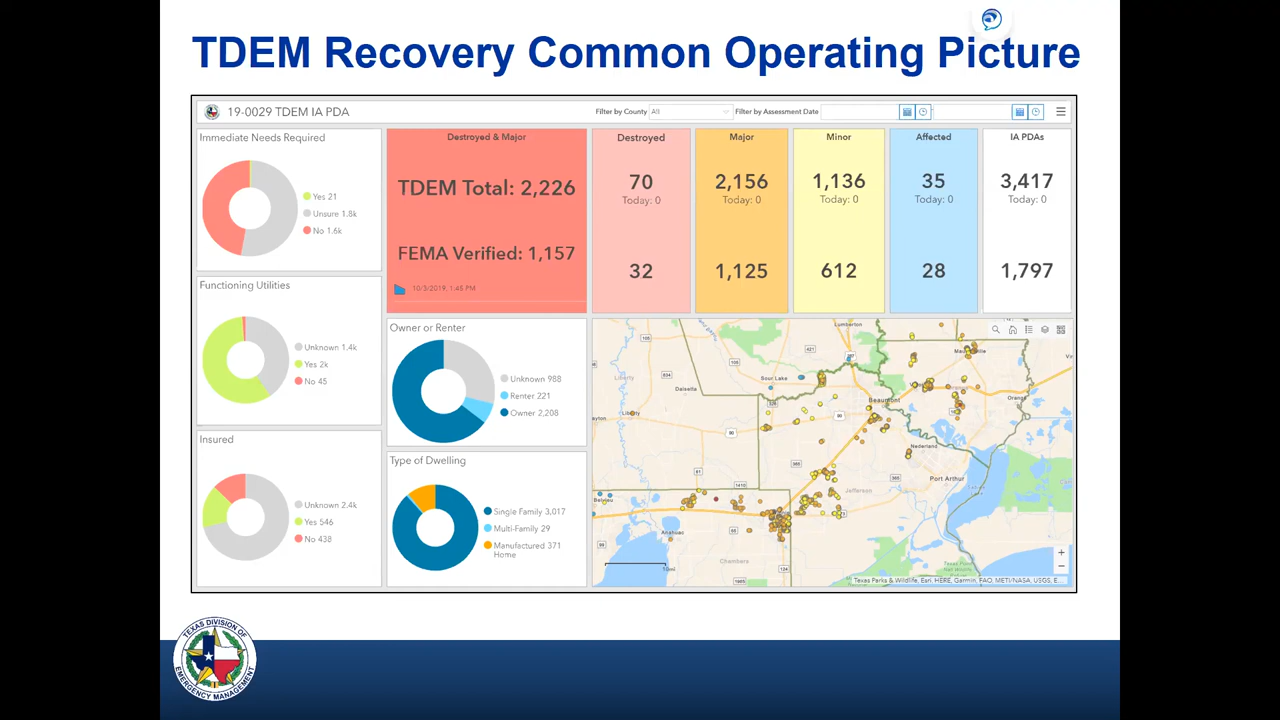 TDEM Recovery Common Operating Picture
19-0029 TDEM IA PDA
Filter by County All
Filter by Assessment Date
Immediate Needs Required
Yes 21
Unsure 1.8k
No 1.6k
Functioning Utilities
Unknown 1.4k
Yes 2k
No 45
Insured
Unknown 2.4k
Yes 546
No 438
Destroyed & Major
TDEM Total: 2,226
FEMA Verified: 1,157
10/3/2019, 1:45 PM
Destroyed
70
Today: 0
32
Major
2,156
Today: 0
1,125
Minor
1,136
Today: 0
612
Affected
35
Today: 0
28
IA PDAs
3,417
Today: 0
1,797
Owner or Renter
Unknown 988
Renter 221
Owner 2,208
Type of Dwelling
Single Family 3,017
Multi-Family 29
Manufactured 371
Home
Lumberton
Liberty
Daisetta
Sour Lake
Liberty
Mauriceville
Beaumont
Orange
Nederland
Port Arthur
Jefferson
Anahuac
Chambers
Texas Parks & Wildlife, Esri, HERE, Garmin, FAO, METI/NASA, USGS, E...
TEXAS DIVISION OF
EMERGENCY MANAGEMENT